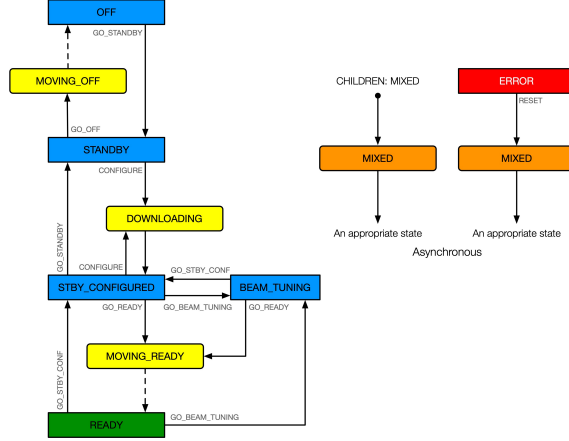 OFF
GO_STANDBY
MOVING_OFF
CHILDREN: MIXED
ERROR
RESET
GO_OFF
STANDBY
MIXED
MIXED
CONFIGURE
DOWNLOADING
An appropriate state
An appropriate state
Asynchronous
GO_STANDBY
CONFIGURE
GO_STBY_CONF
STBY_CONFIGURED
BEAM_TUNING
GO_READY
GO_BEAM_TUNING
GO_READY
MOVING_READY
GO_STBY_CONF
READY
GO_BEAM_TUNING